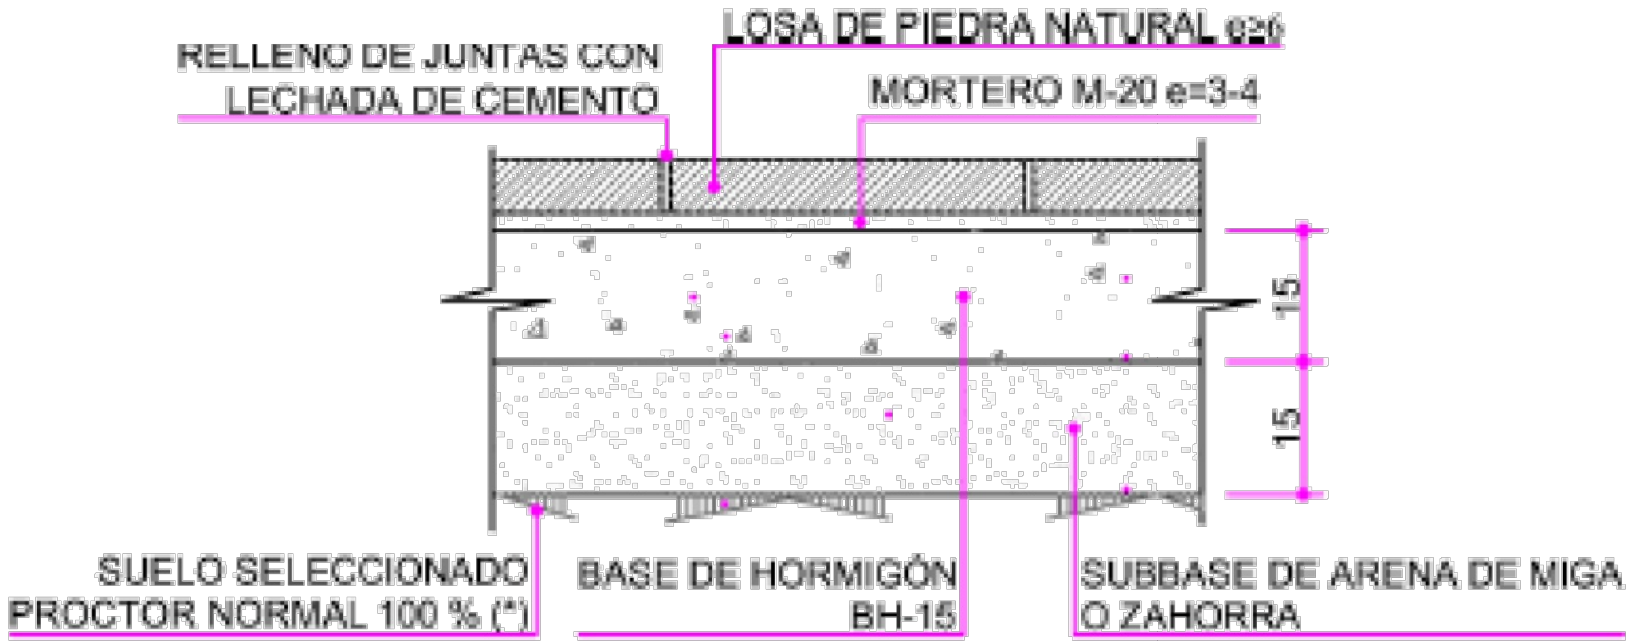 LOSA DE PIEDRA NATURAL e≥6
RELLENO DE JUNTAS CON
LECHADA DE CEMENTO
MORTERO M-20 e=3-4
15
15
SUELO SELECCIONADO
PROCTOR NORMAL 100 % (*)
BASE DE HORMIGÓN
BH-15
SUBBASE DE ARENA DE MIGA
O ZAHORRA